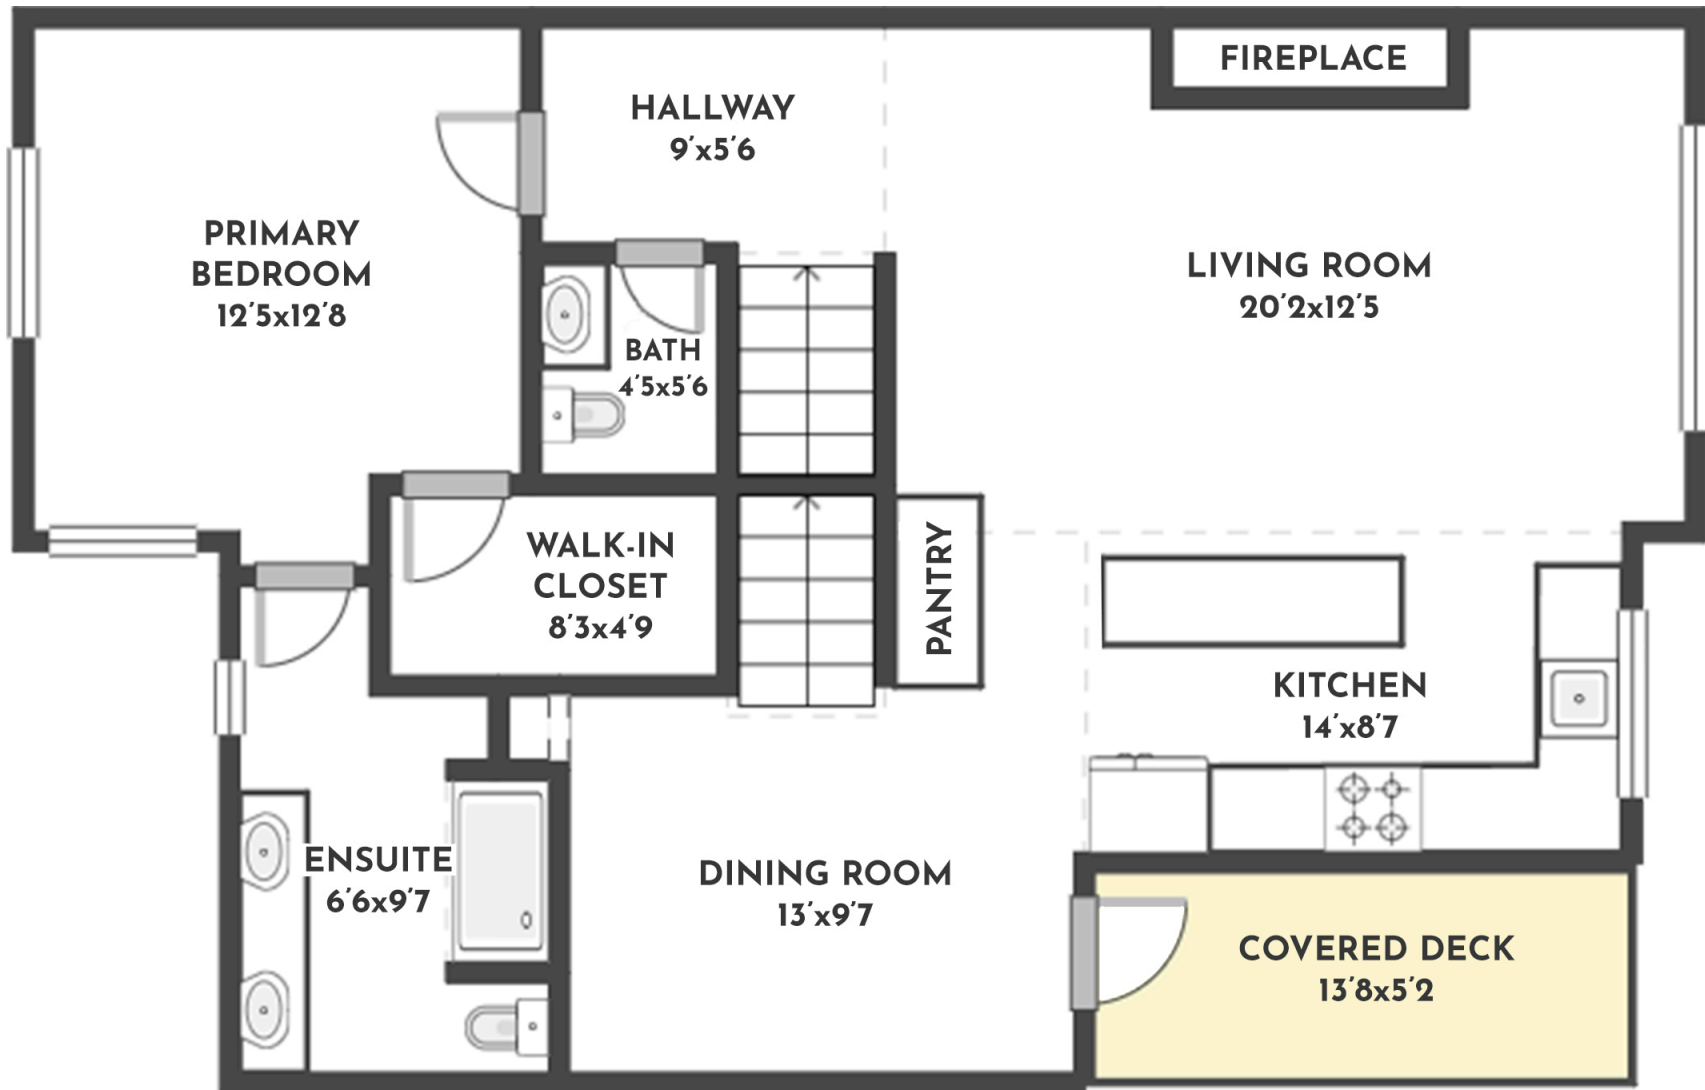 FIREPLACE
HALLWAY
9'x5'6
PRIMARY
BEDROOM
12'5x12'8
LIVING ROOM
20'2x12'5
BATH
4'5x5'6
WALK-IN
CLOSET
8'3x4'9
PANTRY
KITCHEN
14'x8'7
ENSUITE
6'6x9'7
DINING ROOM
13'x9'7
COVERED DECK
13'8x5'2